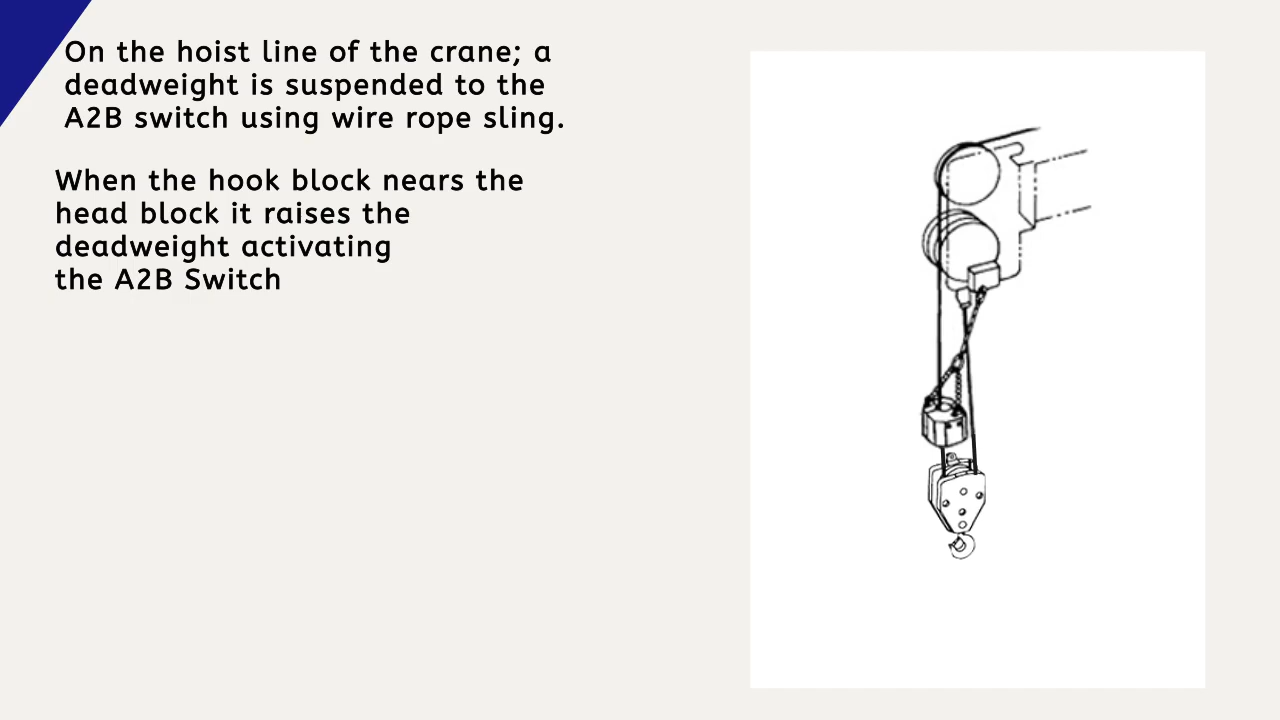 On the hoist line of the crane; a
deadweight is suspended to the
A2B switch using wire rope sling.
When the hook block nears the
head block it raises the
deadweight activating
the A2B Switch